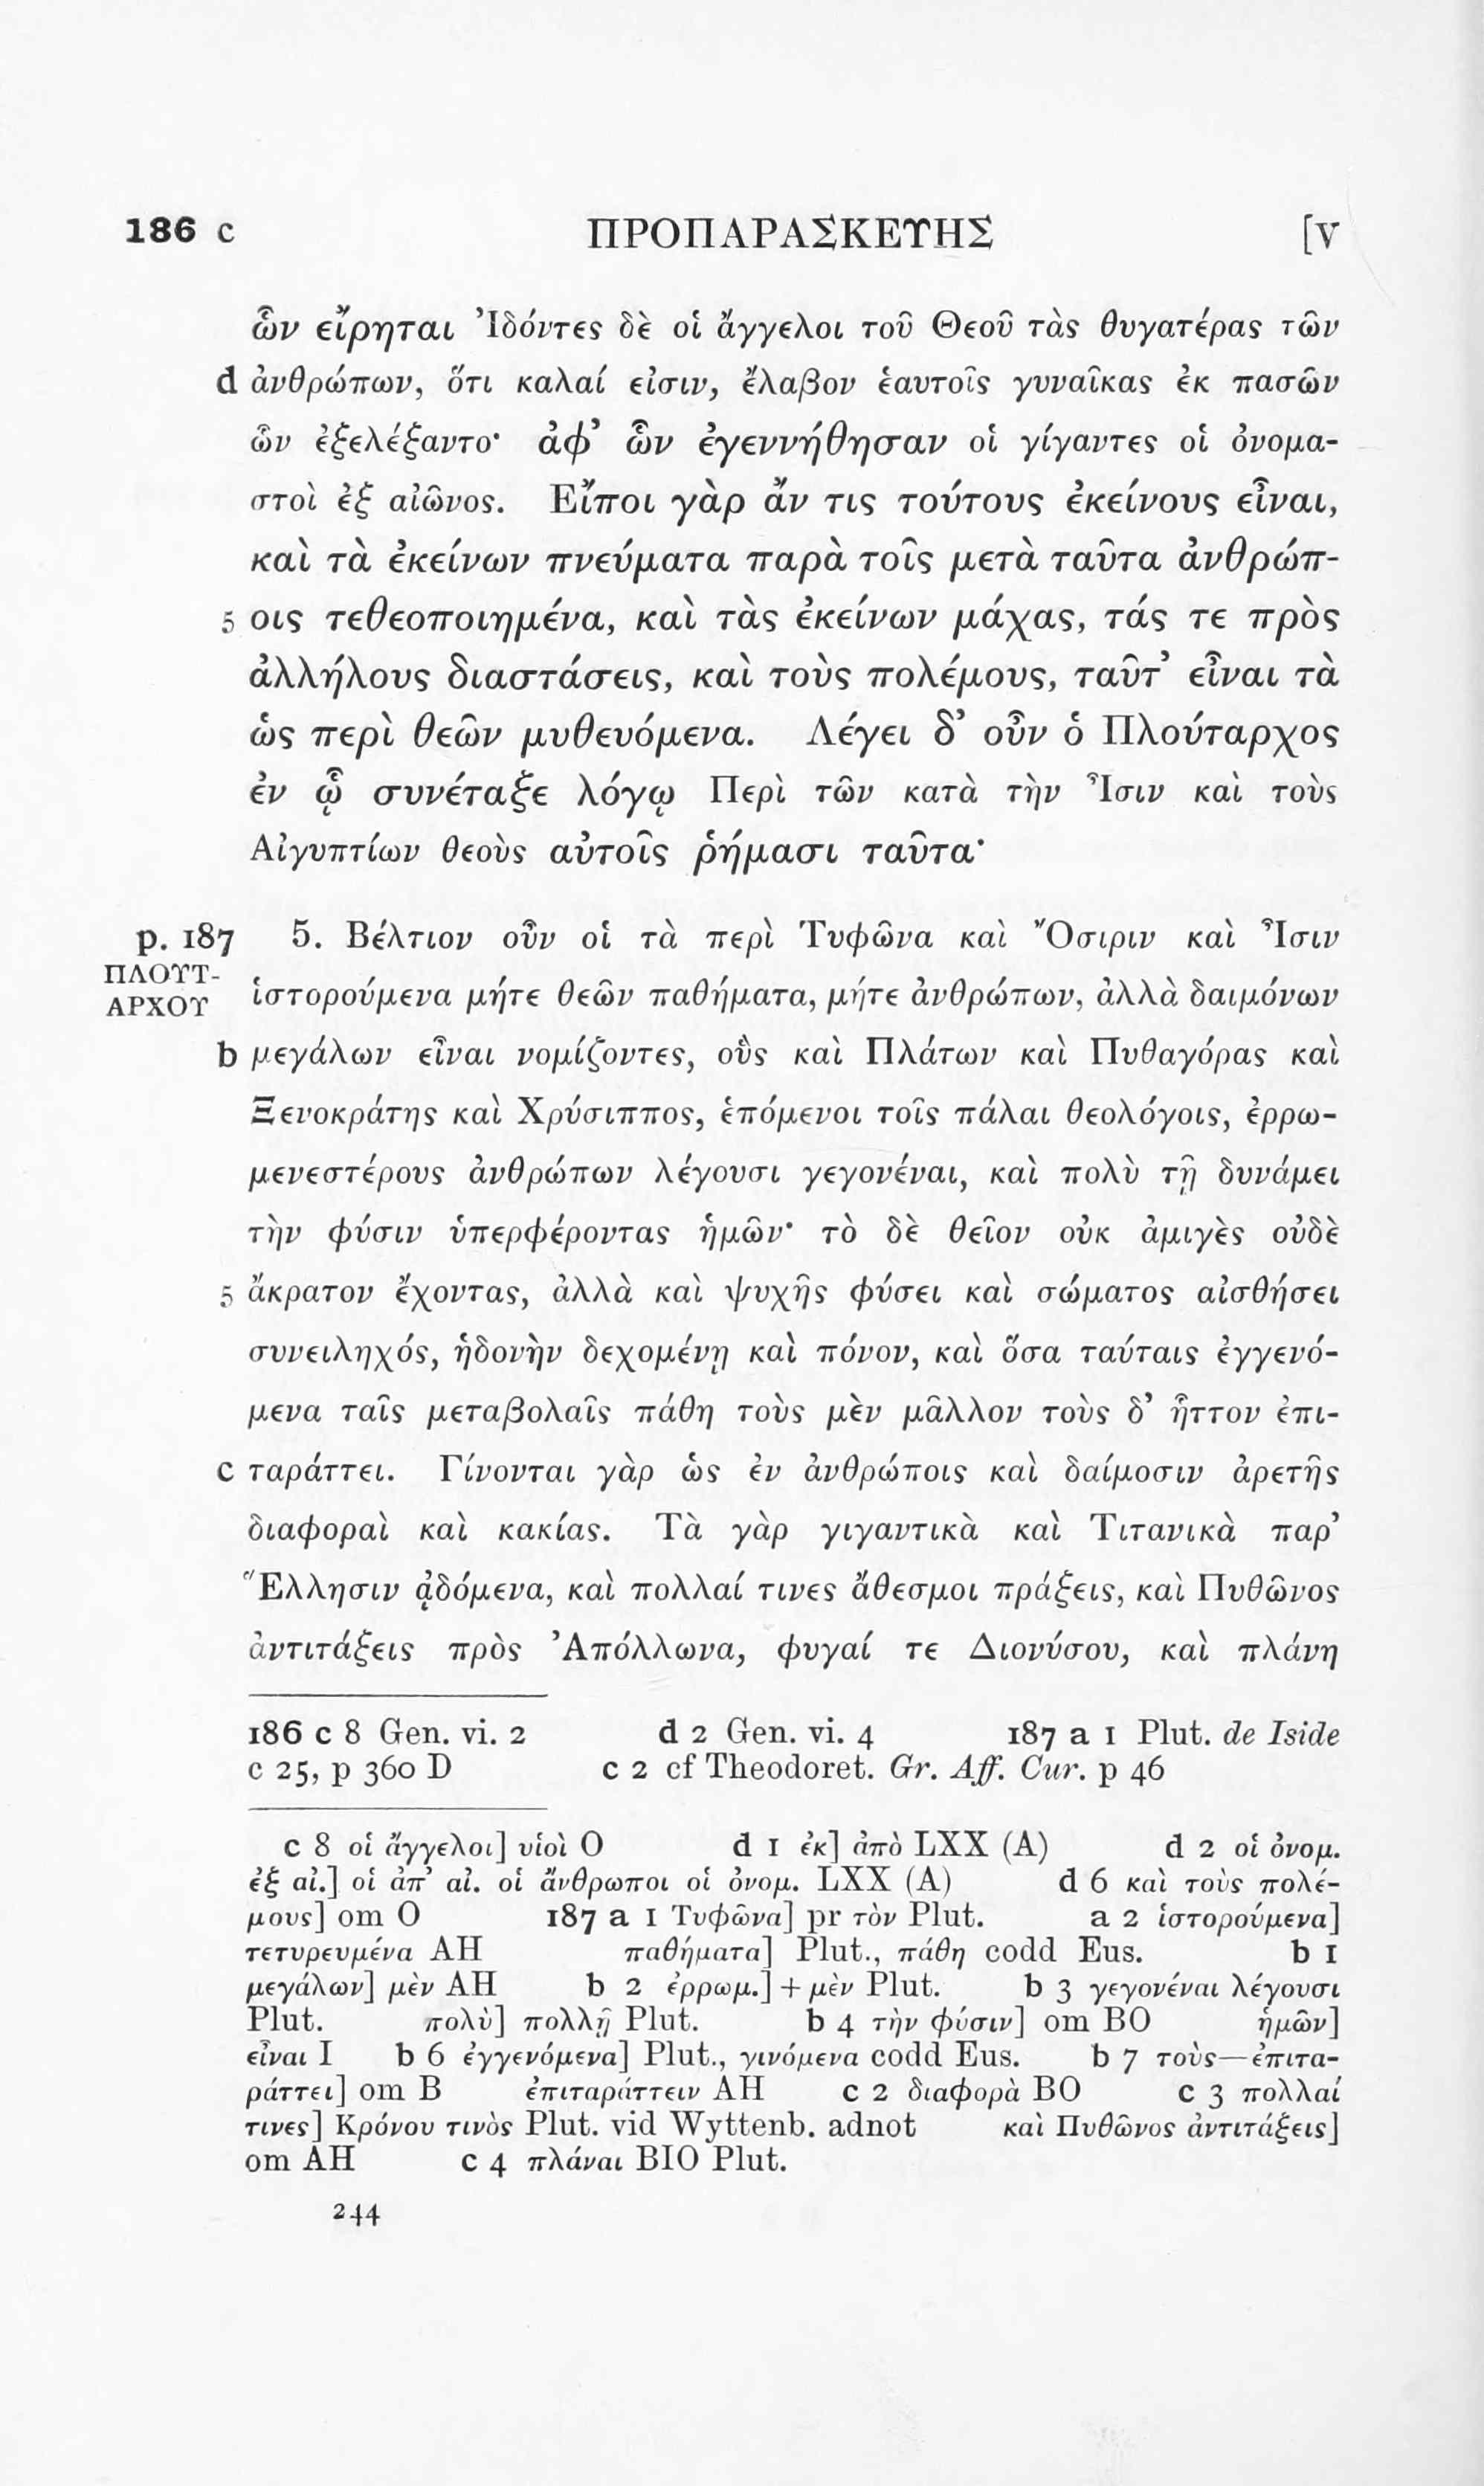 186 c ΠΡΟΠΑΡΑΣΚΕΥΗΣ [V
ὧν εἴρηται Ἰδόντες δὲ οἱ ἄγγελοι τοῦ Θεοῦ τὰς θυγατέρας τῶν
d ἀνθρώπων, ὅτι καλαί εἰσιν, ἔλαβον ἑαυτοῖς γυναῖκας ἐκ πασῶν
ὧν ἐξελέξαντο· ἀφ’ ὧν ἐγεννήθησαν οἱ γίγαντες οἱ ὀνομα-
στοὶ ἐξ αἰῶνος. Εἴποι γὰρ ἄν τις τούτους ἐκείνους εἶναι,
καὶ τὰ ἐκείνων πνεύματα παρὰ τοῖς μετὰ ταῦτα ἀνθρώπ-
5 οις τεθεοποιημένα, καὶ τὰς ἐκείνων μάχας, τάς τε πρὸς
ἀλλήλους διαστάσεις, καὶ τοὺς πολέμους, ταῦτ’ εἶναι τὰ
ὡς περὶ θεῶν μυθευόμενα. Λέγει δ’ οὖν ὁ Πλούταρχος
ἐν ᾧ συνέταξε λόγῳ Περὶ τῶν κατὰ τὴν Ἶσιν καὶ τοὺς
Αἰγυπτίων θεοὺς αὐτοῖς ῥήμασι ταῦτα·
p. 187 5. Βέλτιον οὖν οἱ τὰ περὶ Τυφῶνα καὶ Ὄσιριν καὶ Ἶσιν
ΠΛΟΥΤ-
ΑΡΧΟΥ ἱστορούμενα μήτε θεῶν παθήματα, μήτε ἀνθρώπων, ἀλλὰ δαιμόνων
b μεγάλων εἶναι νομίζοντες, οὓς καὶ Πλάτων καὶ Πυθαγόρας καὶ
Ξενοκράτης καὶ Χρύσιππος, ἑπόμενοι τοῖς πάλαι θεολόγοις, ἐρρω-
μενεστέρους ἀνθρώπων λέγουσι γεγονέναι, καὶ πολὺ τῇ δυνάμει
τὴν φύσιν ὑπερφέροντας ἡμῶν· τὸ δὲ θεῖον οὐκ ἀμιγὲς οὐδὲ
5 ἄκρατον ἔχοντας, ἀλλὰ καὶ ψυχῆς φύσει καὶ σώματος αἰσθήσει
συνειληχός, ἡδονὴν δεχομένῃ καὶ πόνον, καὶ ὅσα ταύταις ἐγγενό-
μενα ταῖς μεταβολαῖς πάθη τοὺς μὲν μᾶλλον τοὺς δ’ ἧττον ἐπι-
c ταράττει. Γίνονται γὰρ ὡς ἐν ἀνθρώποις καὶ δαίμοσιν ἀρετῆς
διαφοραὶ καὶ κακίας. Τὰ γὰρ γιγαντικὰ καὶ Τιτανικὰ παρ’
Ἕλλησιν ᾀδόμενα, καὶ πολλαί τινες ἄθεσμοι πράξεις, καὶ Πυθῶνος
ἀντιτάξεις πρὸς Ἀπόλλωνα, φυγαί τε Διονύσου, καὶ πλάνη
186 c 8 Gen. vi. 2 d 2 Gen. vi. 4 187 a 1 Plut. de Iside
c 25, p 360 D c 2 cf Theodoret. Gr. Aff. Cur. p 46
c 8 οἱ ἄγγελοι] υἱοὶ O d 1 ἐκ] ἀπὸ LXX (A) d 2 οἱ ὀνομ.
ἐξ αἰ.] οἱ ἀπ’ αἰ. οἱ ἄνθρωποι οἱ ὀνομ. LXX (A) d 6 καὶ τοὺς πολέ-
μους] om O 187 a 1 Τυφῶνα] pr τὸν Plut. a 2 ἱστορούμενα]
τετυρευμένα AH παθήματα] Plut., πάθη codd Eus. b 1
μεγάλων] μὲν AH b 2 ἐρρωμ.] + μὲν Plut. b 3 γεγονέναι λέγουσι
Plut. πολὺ] πολλῇ Plut. b 4 τὴν φύσιν] om BO ἡμῶν]
εἶναι I b 6 ἐγγενόμενα] Plut., γινόμενα codd Eus. b 7 τοὺς—ἐπιτα-
ράττει] om B ἐπιταράττειν AH c 2 διαφορὰ BO c 3 πολλαί
τινες] Κρόνου τινὸς Plut. vid Wyttenb. adnot καὶ Πυθῶνος ἀντιτάξεις]
om AH c 4 πλάναι BIO Plut.
244